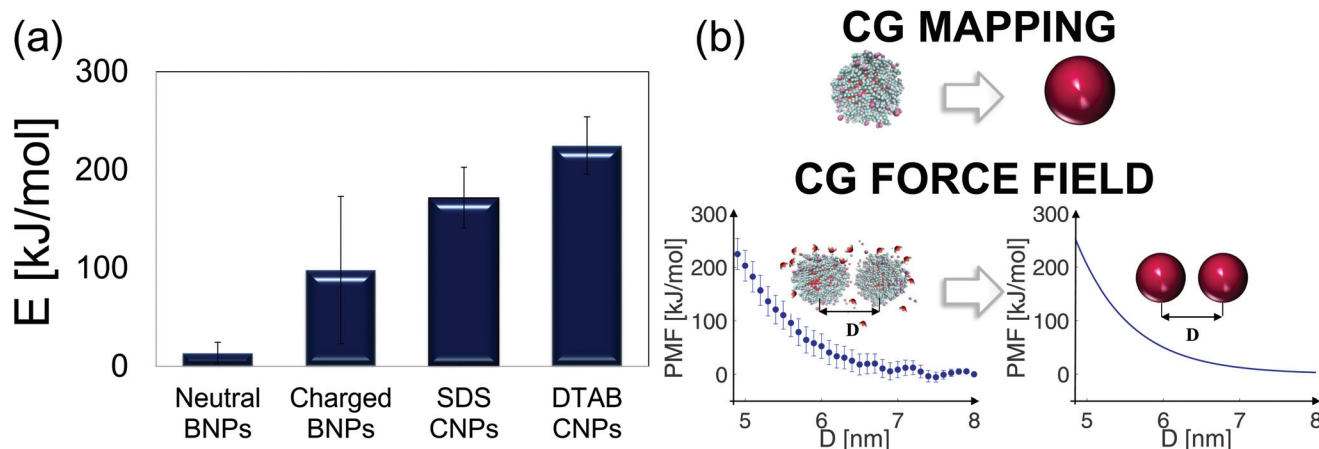 (a)
300
200
100
0
E [kJ/mol]
Neutral BNPs
Charged BNPs
SDS CNPs
DTAB CNPs
(b)
CG MAPPING
CG FORCE FIELD
300
200
100
0
PMF [kJ/mol]
D
5 6 7 8
D [nm]
300
200
100
0
PMF [kJ/mol]
D
5 6 7 8
D [nm]